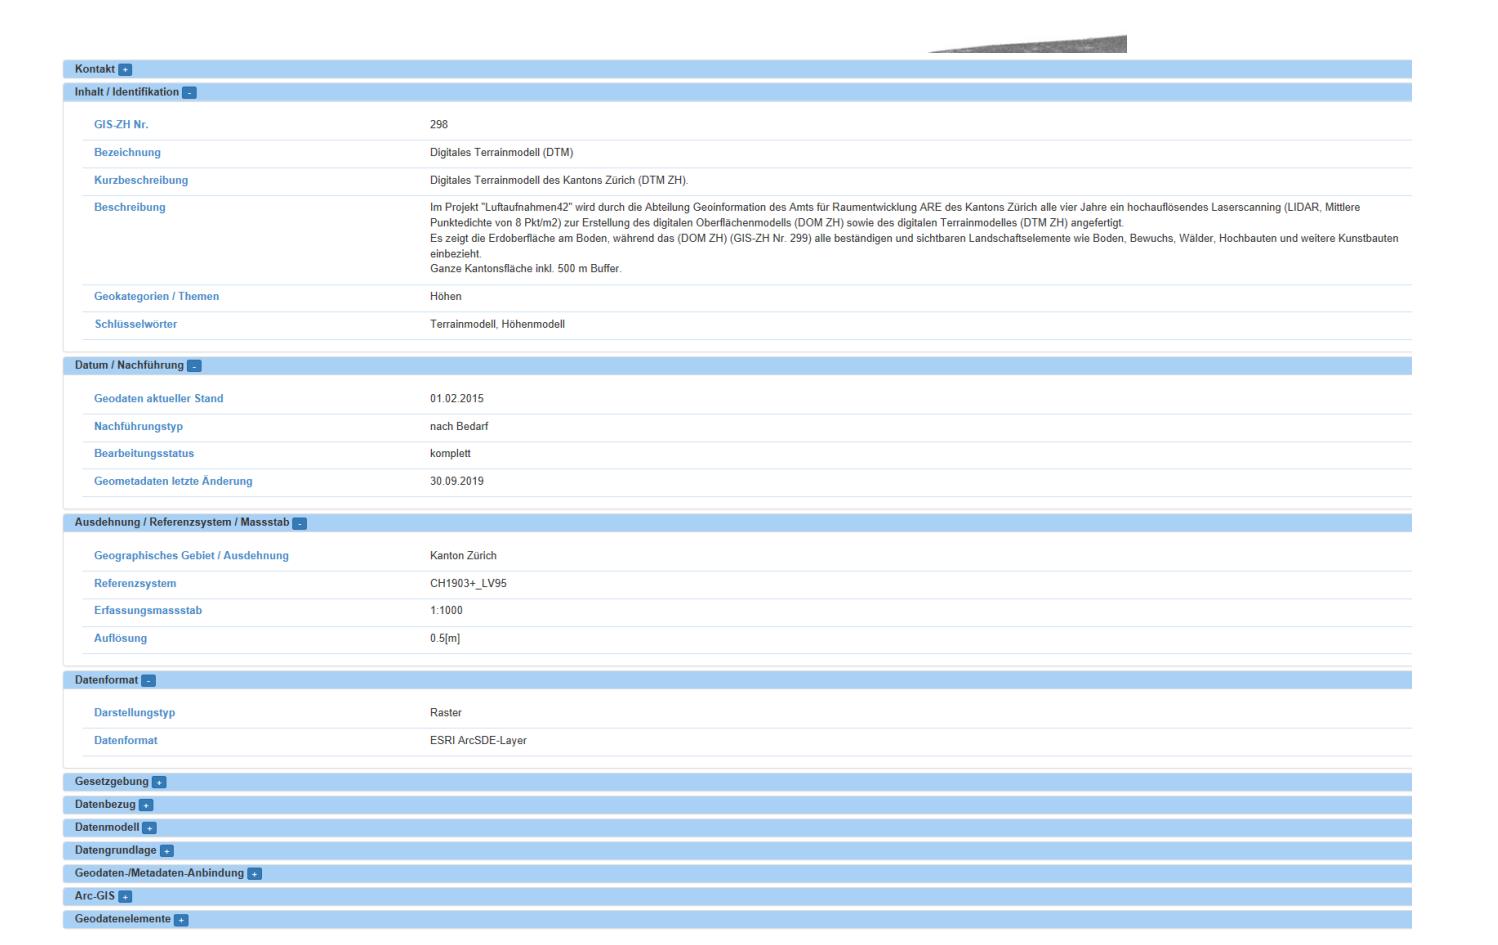 Kontakt +
Inhalt / Identifikation -
GIS-ZH Nr. 298
Bezeichnung Digitales Terrainmodell (DTM)
Kurzbeschreibung Digitales Terrainmodell des Kantons Zürich (DTM ZH).
Beschreibung Im Projekt "Luftaufnahmen42" wird durch die Abteilung Geoinformation des Amts für Raumentwicklung ARE des Kantons Zürich alle vier Jahre ein hochauflösendes Laserscanning (LIDAR, Mittlere
Punktedichte von 8 Pkt/m2) zur Erstellung des digitalen Oberflächenmodells (DOM ZH) sowie des digitalen Terrainmodelles (DTM ZH) angefertigt.
Es zeigt die Erdoberfläche am Boden, während das (DOM ZH) (GIS-ZH Nr. 299) alle beständigen und sichtbaren Landschaftselemente wie Boden, Bewuchs, Wälder, Hochbauten und weitere Kunstbauten
einbezieht.
Ganze Kantonsfläche inkl. 500 m Buffer.
Geokategorien / Themen Höhen
Schlüsselwörter Terrainmodell, Höhenmodell
Datum / Nachführung -
Geodaten aktueller Stand 01.02.2015
Nachführungstyp nach Bedarf
Bearbeitungsstatus komplett
Geometadaten letzte Änderung 30.09.2019
Ausdehnung / Referenzsystem / Massstab -
Geographisches Gebiet / Ausdehnung Kanton Zürich
Referenzsystem CH1903+_LV95
Erfassungsmassstab 1:1000
Auflösung 0.5[m]
Datenformat -
Darstellungstyp Raster
Datenformat ESRI ArcSDE-Layer
Gesetzgebung +
Datenbezug +
Datenmodell +
Datengrundlage +
Geodaten-/Metadaten-Anbindung +
Arc-GIS +
Geodatenelemente +